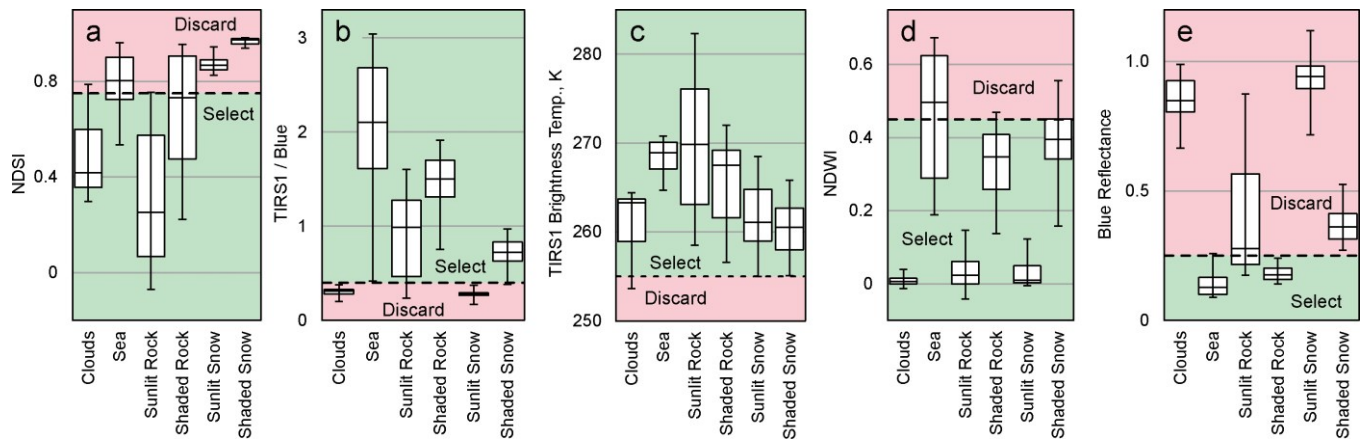 a
Discard
Select
NDSI
0.8
0.4
0
Clouds
Sea
Sunlit Rock
Shaded Rock
Sunlit Snow
Shaded Snow
b
Select
Discard
TIRS1 / Blue
3
2
1
0
Clouds
Sea
Sunlit Rock
Shaded Rock
Sunlit Snow
Shaded Snow
c
Select
Discard
TIRS1 Brightness Temp., K
280
270
260
250
Clouds
Sea
Sunlit Rock
Shaded Rock
Sunlit Snow
Shaded Snow
d
Discard
Select
NDWI
0.6
0.4
0.2
0
Clouds
Sea
Sunlit Rock
Shaded Rock
Sunlit Snow
Shaded Snow
e
Discard
Select
Blue Reflectance
1.0
0.5
0
Clouds
Sea
Sunlit Rock
Shaded Rock
Sunlit Snow
Shaded Snow